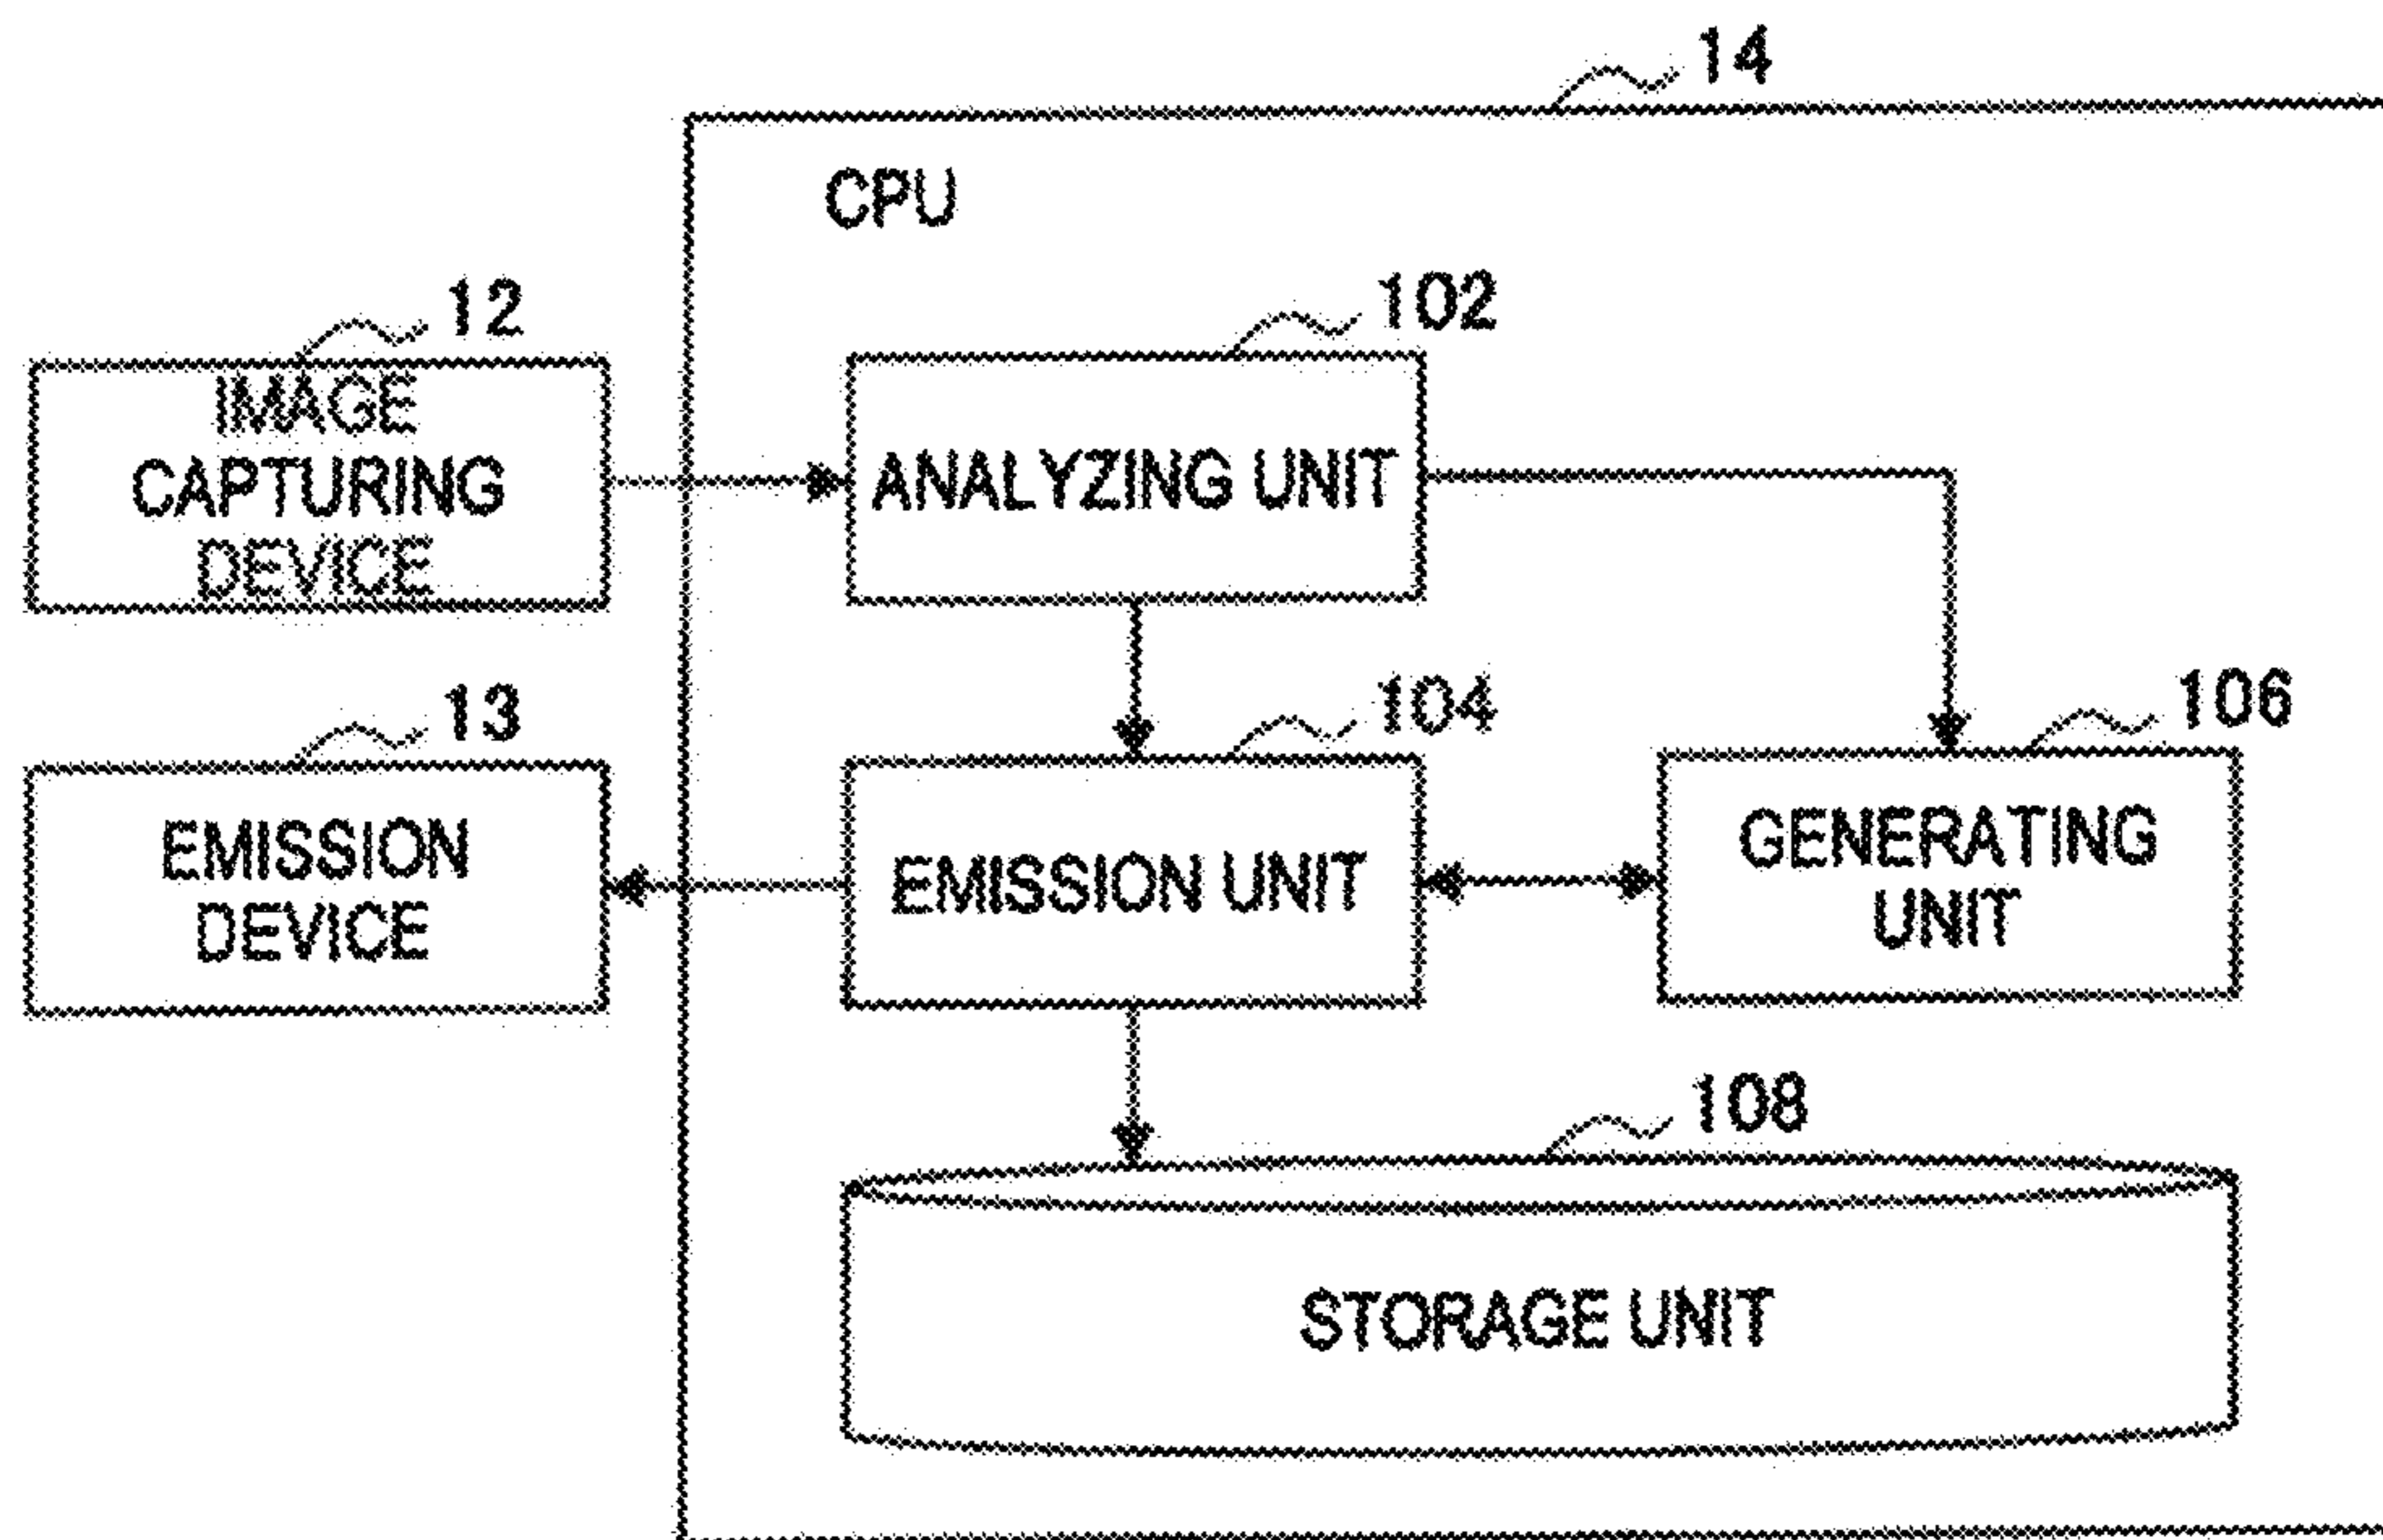 14
CPU
12
102
IMAGE
CAPTURING
DEVICE
ANALYZING UNIT
13
104
106
EMISSION
DEVICE
EMISSION UNIT
GENERATING
UNIT
108
STORAGE UNIT